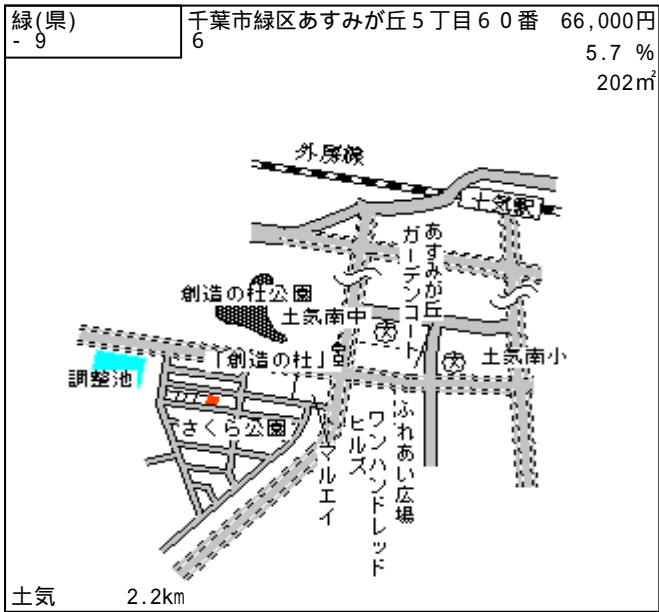 緑(県)
- 9
千葉市緑区あすみが丘５丁目６０番
6
66,000円
5.7 %
202㎡
外房線
土気駅
あすみが丘
ガーデンコート
創造の杜公園
土気南中
文
「創造の杜」
文
土気南小
調整池
さくら公園
マルエイ
ワンハンドレッド
ヒルズ
ふれあい広場
土気 2.2km